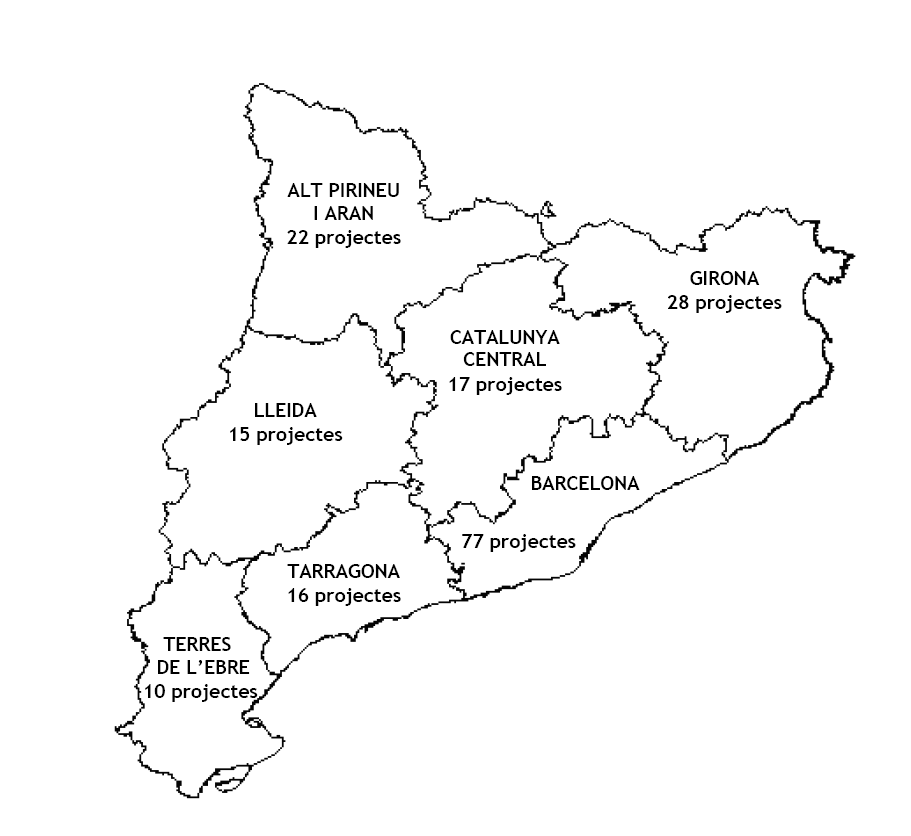 ALT PIRINEU
I ARAN
22 projectes
GIRONA
28 projectes
CATALUNYA
CENTRAL
17 projectes
LLEIDA
15 projectes
BARCELONA
77 projectes
TARRAGONA
16 projectes
TERRES
DE L’EBRE
10 projectes